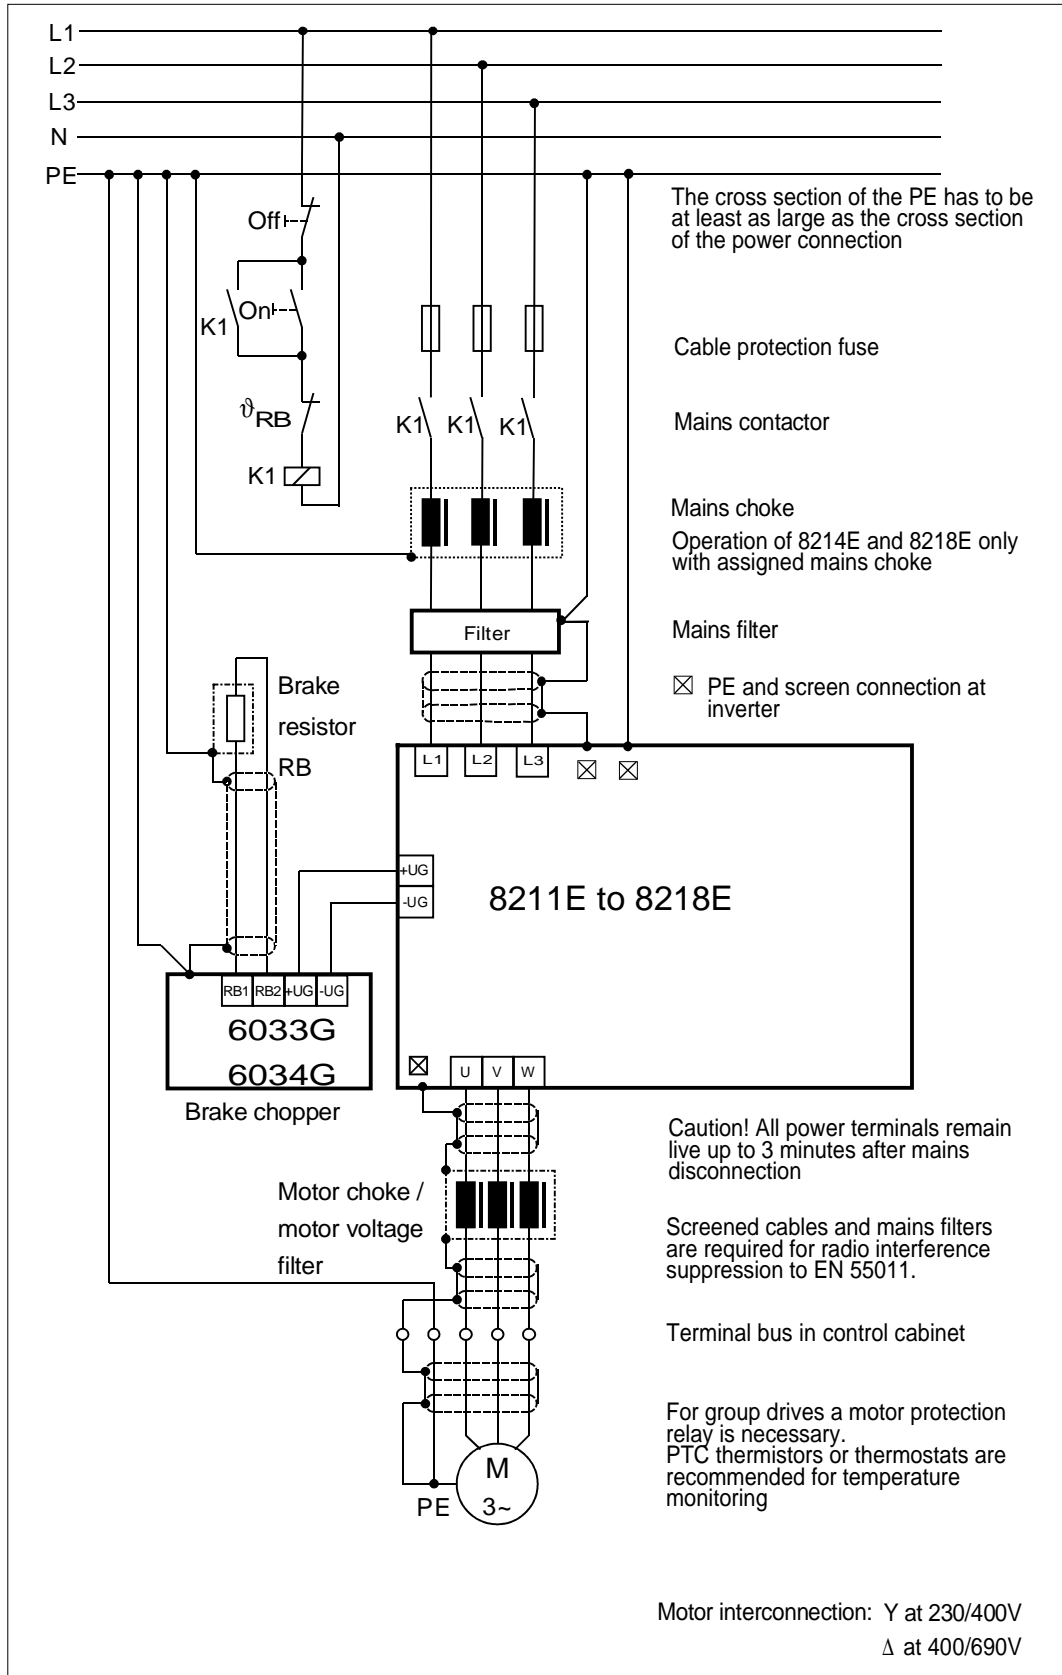 L1
L2
L3
N
PE
The cross section of the PE has to be
at least as large as the cross section
of the power connection
Off
K1
On
Cable protection fuse
ϑRB
K1 K1 K1
Mains contactor
K1
Mains choke
Operation of 8214E and 8218E only
with assigned mains choke
Filter
Mains filter
PE and screen connection at
inverter
Brake
resistor
RB
L1 L2 L3
+UG
-UG
8211E to 8218E
RB1 RB2 +UG -UG
6033G
6034G
Brake chopper
U V W
Caution! All power terminals remain
live up to 3 minutes after mains
disconnection
Motor choke /
motor voltage
filter
Screened cables and mains filters
are required for radio interference
suppression to EN 55011.
Terminal bus in control cabinet
For group drives a motor protection
relay is necessary.
PTC thermistors or thermostats are
recommended for temperature
monitoring
M
3~
PE
Motor interconnection: Y at 230/400V
Δ at 400/690V